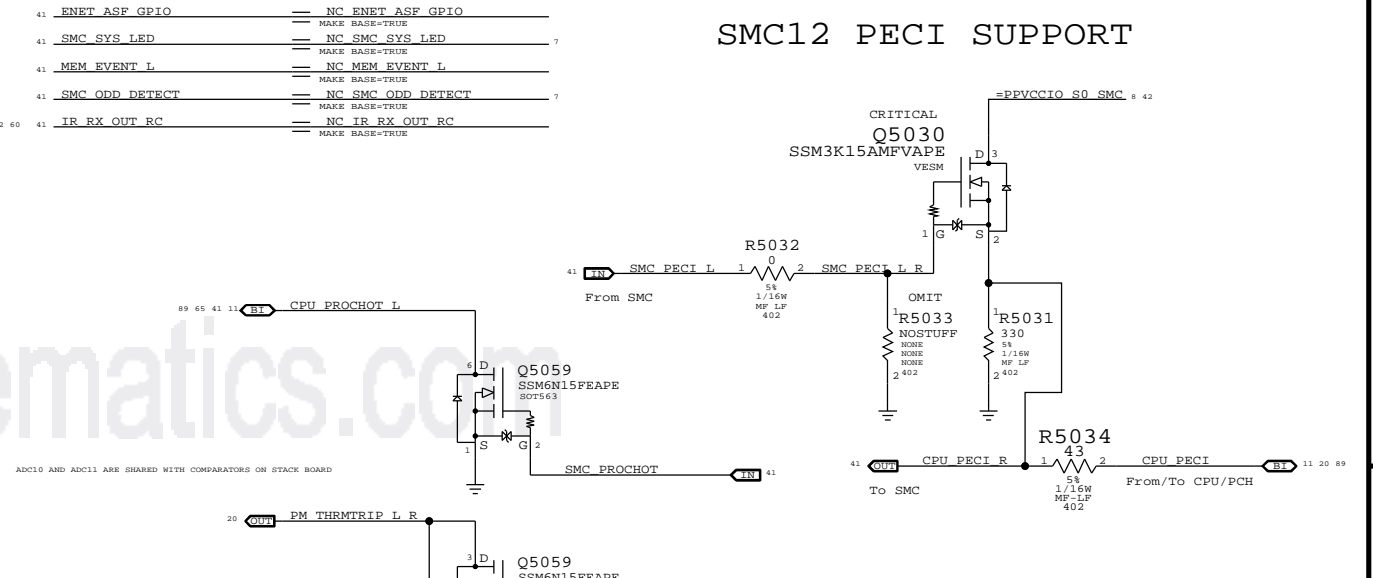 41 ENET_ASF_GPIO NC_ENET_ASF_GPIO
MAKE_BASE=TRUE
41 SMC_SYS_LED NC_SMC_SYS_LED 7
MAKE_BASE=TRUE
41 MEM_EVENT_L NC_MEM_EVENT_L
MAKE_BASE=TRUE
41 SMC_ODD_DETECT NC_SMC_ODD_DETECT 7
MAKE_BASE=TRUE
2 60 41 IR_RX_OUT_RC NC_IR_RX_OUT_RC
MAKE_BASE=TRUE
SMC12 PECI SUPPORT
=PPVCCIO_S0_SMC 8 42
CRITICAL
Q5030
SSM3K15AMFVAPE
VESM
D 3
1 G S 2
R5032
0
41 IN SMC_PECI_L 1 2 SMC_PECI_L_R
5%
1/16W
MF-LF
402
From SMC
OMIT
1 R5033
NOSTUFF
NONE
NONE
NONE
2 402
1 R5031
330
5%
1/16W
MF-LF
2 402
89 65 41 11 BI CPU_PROCHOT_L
6 D
Q5059
SSM6N15FEAPE
SOT563
1 S G 2
SMC_PROCHOT IN 41
ematics.com
ADC10 AND ADC11 ARE SHARED WITH COMPARATORS ON STACK BOARD
R5034
43
41 OUT CPU_PECI_R 1 2 CPU_PECI BI 11 20 89
To SMC
5%
1/16W
MF-LF
402
From/To CPU/PCH
20 OUT PM_THRMTRIP_L_R
3 D
Q5059
SSM6N15FEAPE